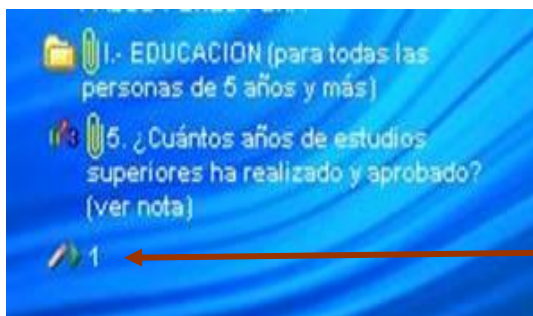 I.- EDUCACION (para todas las
personas de 5 años y más)
5. ¿Cuántos años de estudios
superiores ha realizado y aprobado?
(ver nota)
1